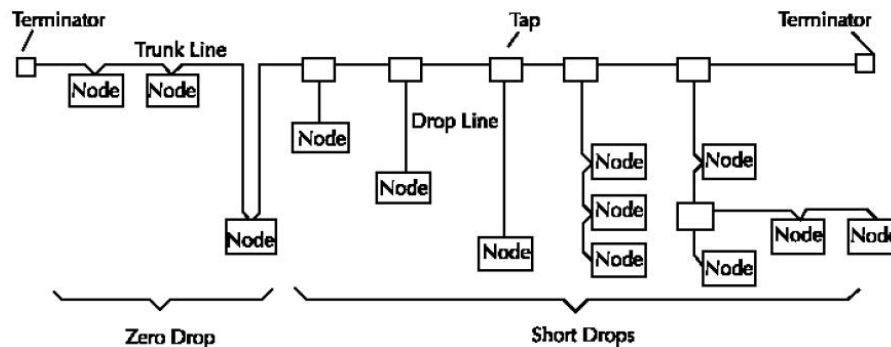 Terminator
Tap
Terminator
Trunk Line
Node
Node
Drop Line
Node
Node
Node
Node
Node
Node
Node
Node
Node
Node
Node
Node
Zero Drop
Short Drops